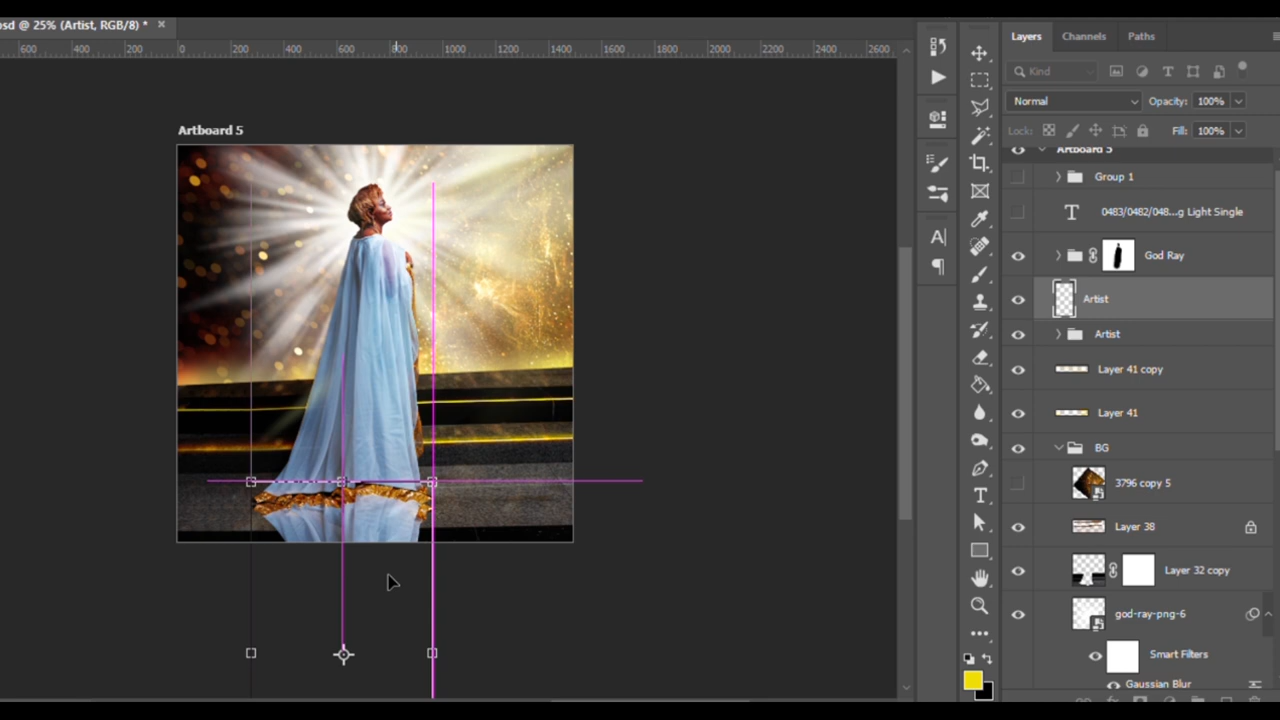 osd @ 25% (Artist, RGB/8) * ×
600 400 200 0 200 400 600 800 1000 1200 1400 1600 1800 2000 2200 2400 2600
Artboard 5
Layers Channels Paths
Kind
Normal Opacity: 100%
Lock: Fill: 100%
Artboard 5
Group 1
0483/0482/048...g Light Single
God Ray
Artist
Artist
Layer 41 copy
Layer 41
BG
3796 copy 5
Layer 38
Layer 32 copy
god-ray-png-6
Smart Filters
Gaussian Blur